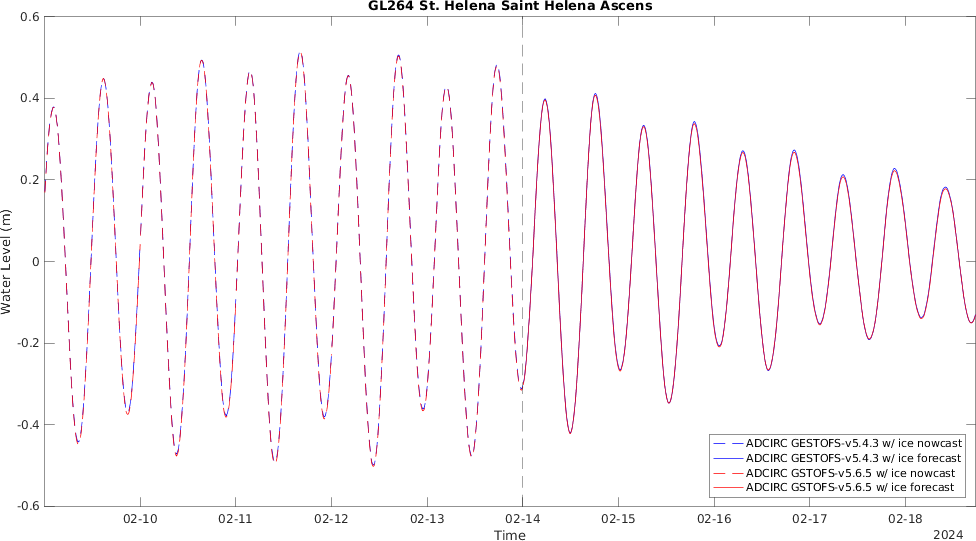 GL264 St. Helena Saint Helena Ascens
0.6
0.4
0.2
0
-0.2
-0.4
-0.6
Water Level (m)
02-10 02-11 02-12 02-13 02-14 02-15 02-16 02-17 02-18
Time
2024
ADCIRC GESTOFS-v5.4.3 w/ ice nowcast
ADCIRC GESTOFS-v5.4.3 w/ ice forecast
ADCIRC GSTOFS-v5.6.5 w/ ice nowcast
ADCIRC GSTOFS-v5.6.5 w/ ice forecast